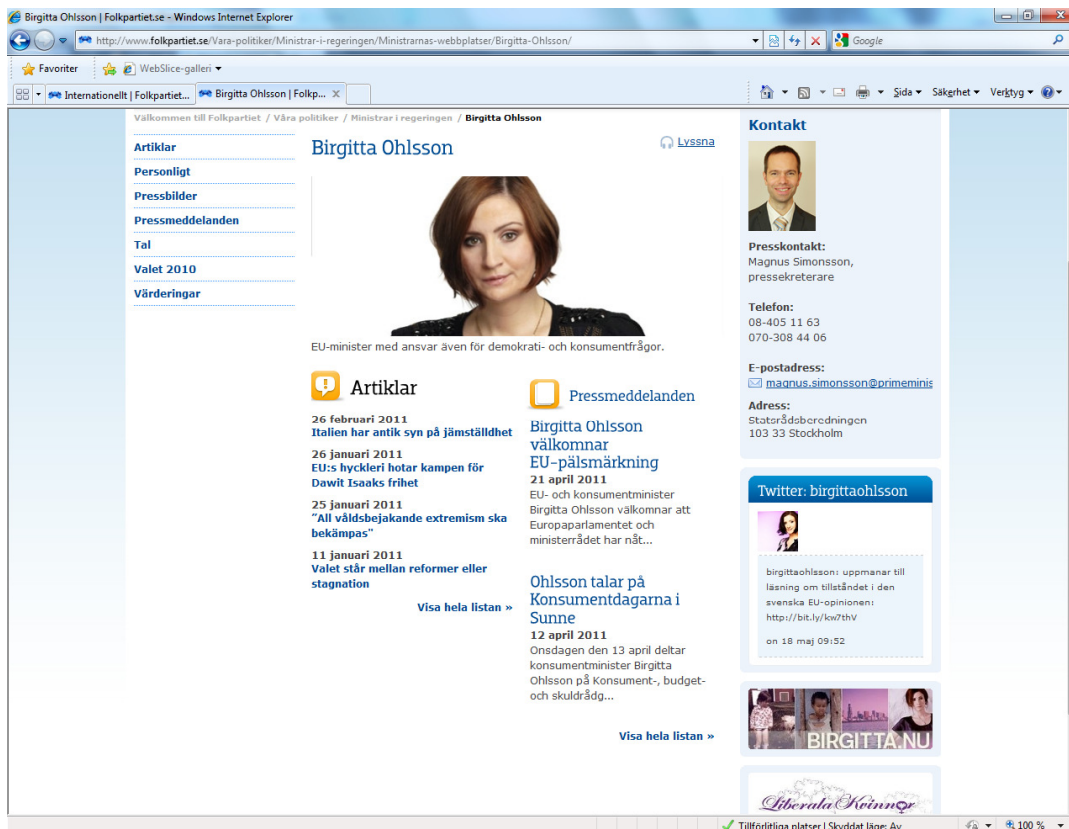 Birgitta Ohlsson | Folkpartiet.se - Windows Internet Explorer
http://www.folkpartiet.se/Vara-politiker/Ministrar-i-regeringen/Ministrarnas-webbplatser/Birgitta-Ohlsson/
Google
Favoriter
WebSlice-galleri
Internationellt | Folkpartiet...
Birgitta Ohlsson | Folkp...
Sida
Säkerhet
Verktyg
Välkommen till Folkpartiet / Våra politiker / Ministrar i regeringen / Birgitta Ohlsson
Artiklar
Personligt
Pressbilder
Pressmeddelanden
Tal
Valet 2010
Värderingar
Birgitta Ohlsson
Lyssna
EU-minister med ansvar även för demokrati- och konsumentfrågor.
Artiklar
26 februari 2011
Italien har antik syn på jämställdhet
26 januari 2011
EU:s hyckleri hotar kampen för
Dawit Isaaks frihet
25 januari 2011
"All våldsbejakande extremism ska
bekämpas"
11 januari 2011
Valet står mellan reformer eller
stagnation
Visa hela listan »
Pressmeddelanden
Birgitta Ohlsson
välkomnar
EU-pälsmärkning
21 april 2011
EU- och konsumentminister
Birgitta Ohlsson välkomnar att
Europaparlamentet och
ministerrådet har nåt...
Ohlsson talar på
Konsumentdagarna i
Sunne
12 april 2011
Onsdagen den 13 april deltar
konsumentminister Birgitta
Ohlsson på Konsument-, budget-
och skuldrådg...
Visa hela listan »
Kontakt
Presskontakt:
Magnus Simonsson,
pressekreterare
Telefon:
08-405 11 63
070-308 44 06
E-postadress:
magnus.simonsson@primeminis
Adress:
Statsrådsberedningen
103 33 Stockholm
Twitter: birgittaohlsson
birgittaohlsson: uppmanar till
läsning om tillståndet i den
svenska EU-opinionen:
http://bit.ly/kw7thV
on 18 maj 09:52
BIRGITTA.NU
Liberala Kvinnor
Tillförlitliga platser | Skyddat läge: Av
100 %